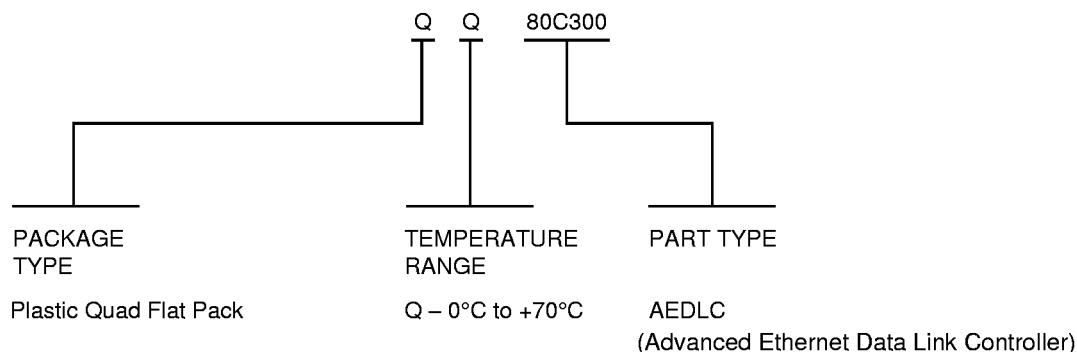 Q Q 80C300
PACKAGE TYPE
TEMPERATURE RANGE
PART TYPE
Plastic Quad Flat Pack
Q – 0°C to +70°C
AEDLC
(Advanced Ethernet Data Link Controller)